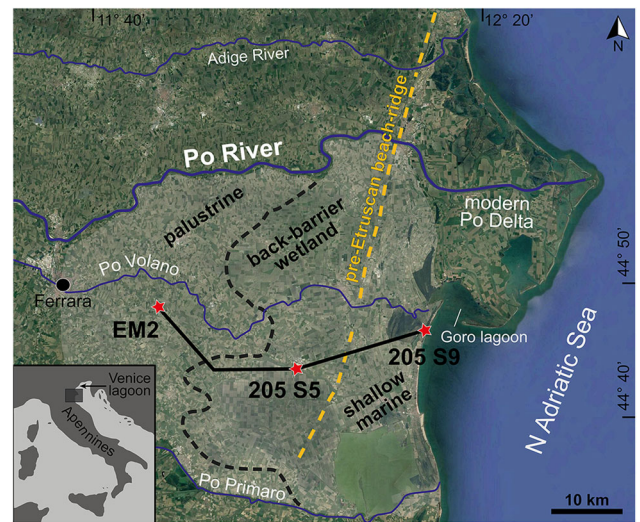 11° 40'
12° 20'
N
Adige River
Po River
pre-Etruscan beach-ridge
palustrine
back-barrier
wetland
modern
Po Delta
44° 50'
Po Volano
Ferrara
EM2
Goro lagoon
205 S9
205 S5
N Adriatic Sea
Venice
lagoon
Apennines
shallow
marine
44° 40'
Po Primaro
10 km